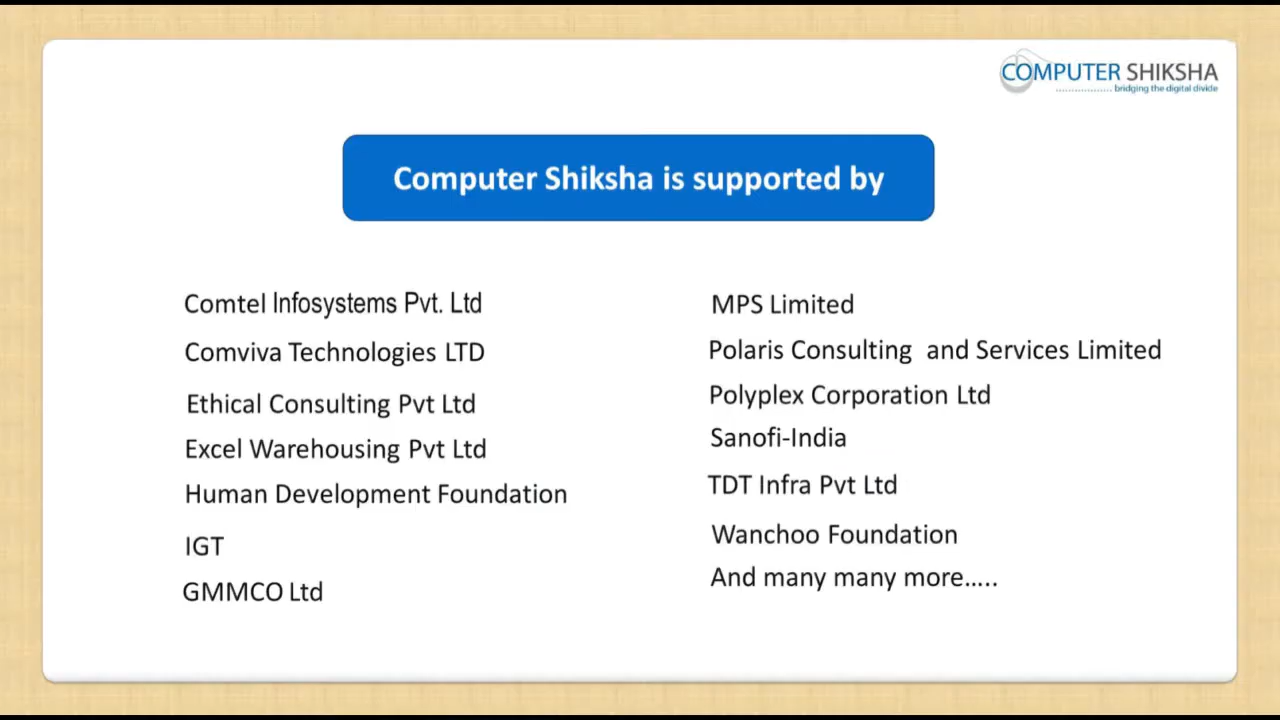 COMPUTER SHIKSHA
bridging the digital divide
Computer Shiksha is supported by
Comtel Infosystems Pvt. Ltd
Comviva Technologies LTD
Ethical Consulting Pvt Ltd
Excel Warehousing Pvt Ltd
Human Development Foundation
IGT
GMMCO Ltd
MPS Limited
Polaris Consulting  and Services Limited
Polyplex Corporation Ltd
Sanofi-India
TDT Infra Pvt Ltd
Wanchoo Foundation
And many many more.....